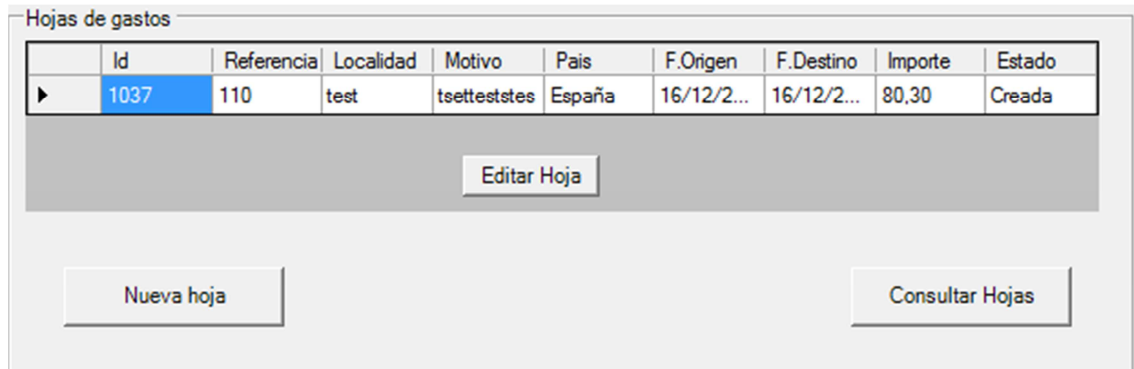 Hojas de gastos
Id Referencia Localidad Motivo Pais F.Origen F.Destino Importe Estado
1037 110 test tsetteststes España 16/12/2... 16/12/2... 80,30 Creada
Editar Hoja
Nueva hoja Consultar Hojas